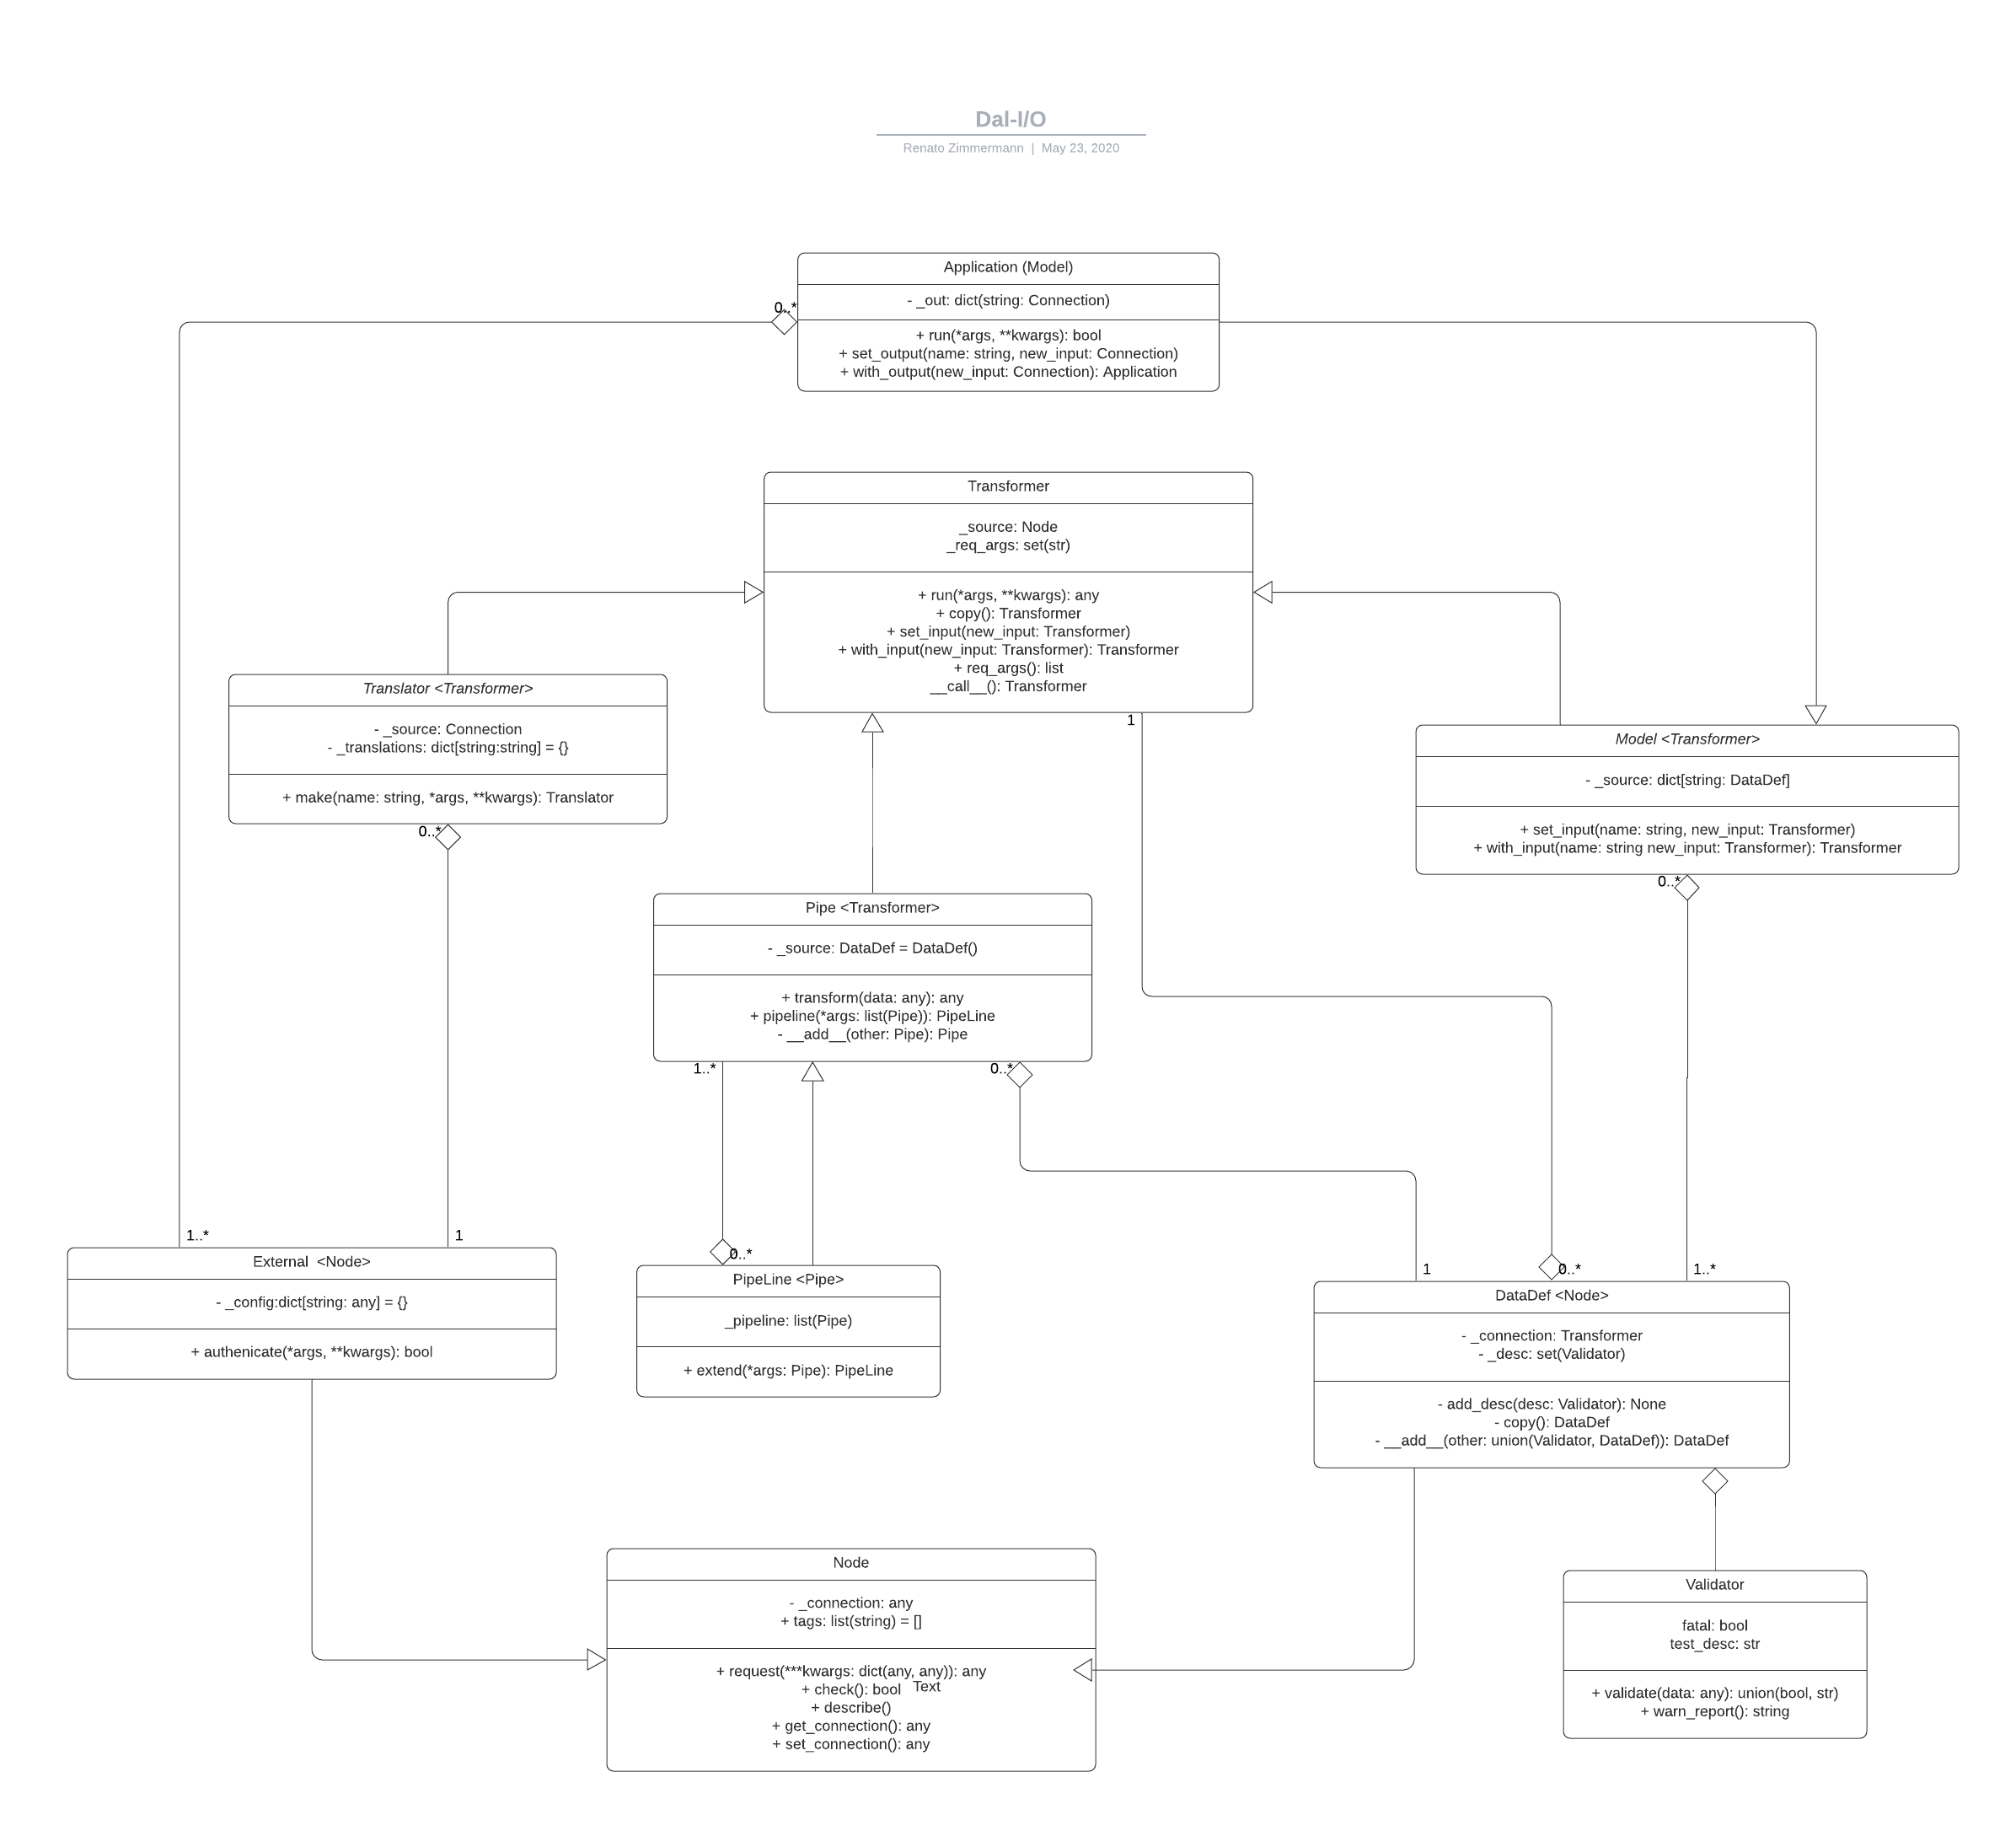 Dal-I/O
Renato Zimmermann | May 23, 2020
Application (Model)
- _out: dict(string: Connection)
+ run(*args, **kwargs): bool
+ set_output(name: string, new_input: Connection)
+ with_output(new_input: Connection): Application
0..*
Transformer
_source: Node
_req_args: set(str)
+ run(*args, **kwargs): any
+ copy(): Transformer
+ set_input(new_input: Transformer)
+ with_input(new_input: Transformer): Transformer
+ req_args(): list
__call__(): Transformer
1
Translator <Transformer>
- _source: Connection
- _translations: dict[string:string] = {}
+ make(name: string, *args, **kwargs): Translator
0..*
Model <Transformer>
- _source: dict[string: DataDef]
+ set_input(name: string, new_input: Transformer)
+ with_input(name: string new_input: Transformer): Transformer
0..*
Pipe <Transformer>
- _source: DataDef = DataDef()
+ transform(data: any): any
+ pipeline(*args: list(Pipe)): PipeLine
- __add__(other: Pipe): Pipe
1..*
0..*
1..*
1
External  <Node>
- _config:dict[string: any] = {}
+ authenicate(*args, **kwargs): bool
0..*
PipeLine <Pipe>
_pipeline: list(Pipe)
+ extend(*args: Pipe): PipeLine
1
0..*
1..*
DataDef <Node>
- _connection: Transformer
- _desc: set(Validator)
- add_desc(desc: Validator): None
- copy(): DataDef
- __add__(other: union(Validator, DataDef)): DataDef
Node
- _connection: any
+ tags: list(string) = []
+ request(***kwargs: dict(any, any)): any
+ check(): bool
Text
+ describe()
+ get_connection(): any
+ set_connection(): any
Validator
fatal: bool
test_desc: str
+ validate(data: any): union(bool, str)
+ warn_report(): string